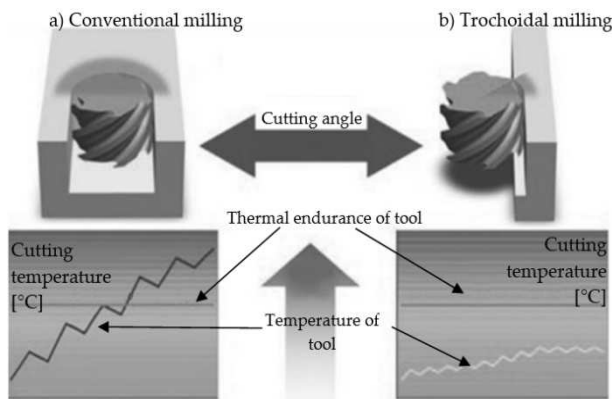 a) Conventional milling
b) Trochoidal milling
Cutting angle
Thermal endurance of tool
Cutting
temperature
[°C]
Cutting
temperature
[°C]
Temperature of
tool